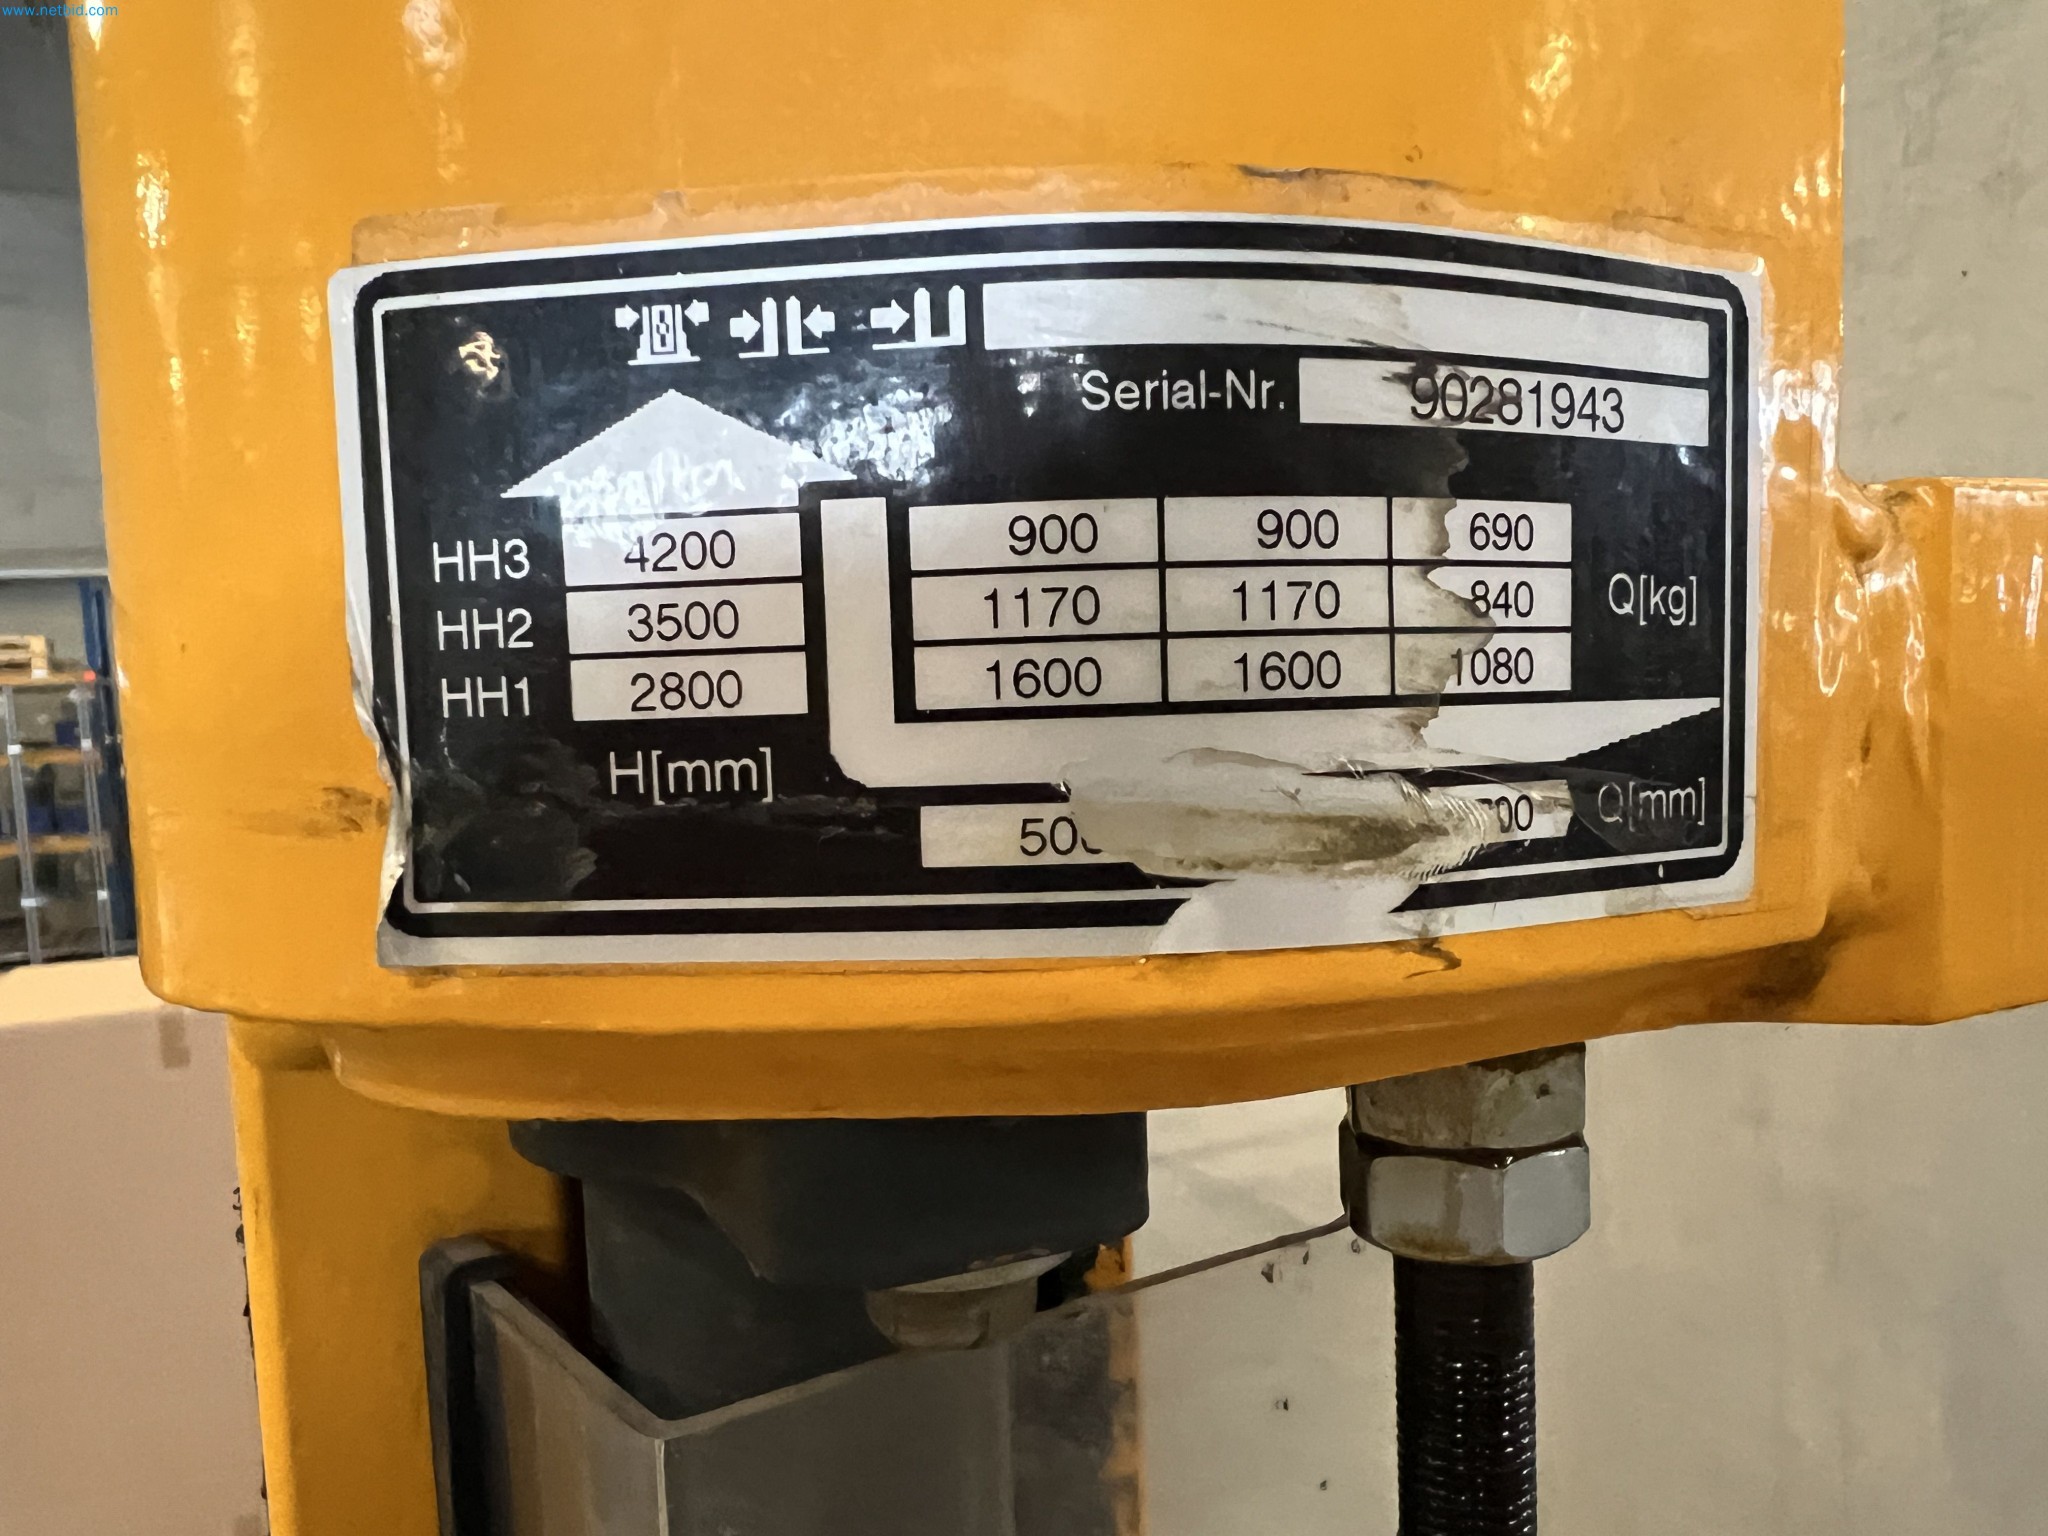 www.netbid.com
Serial-Nr. 90281943
HH3 4200 900 900 690
HH2 3500 1170 1170 840 Q[kg]
HH1 2800 1600 1600 1080
H[mm]
Q[mm]